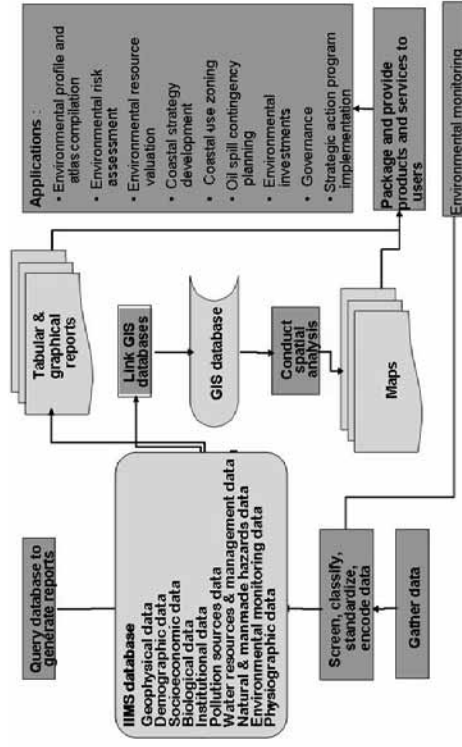 Query database to
generate reports
IIMS database
Geophysical data
Demographic data
Socioeconomic data
Biological data
Institutional data
Pollution sources data
Water resources & management data
Natural & manmade hazards data
Environmental monitoring data
Physiographic data
Screen, classify,
standardize,
encode data
Gather data
Tabular &
graphical
reports
Link GIS
databases
GIS database
Conduct
spatial
analysis
Maps
Applications :
• Environmental profile and
atlas compilation
• Environmental risk
assessment
• Environmental resource
valuation
• Coastal strategy
development
• Coastal use zoning
• Oil spill contingency
planning
• Environmental
investments
• Governance
• Strategic action program
implementation
Package and provide
products and services to
users
Environmental monitoring